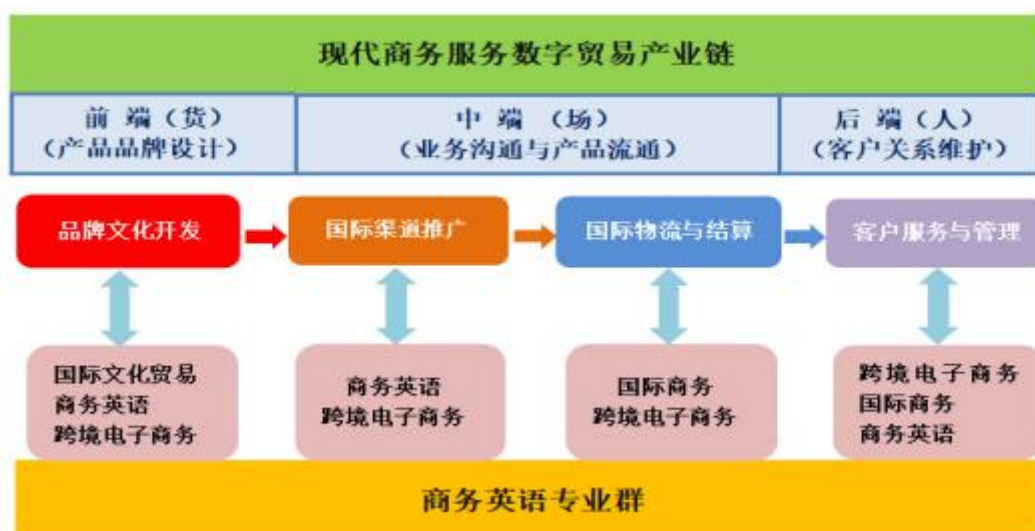 现代商务服务数字贸易产业链
前 端（货）
（产品品牌设计）
中 端 （场）
（业务沟通与产品流通）
后 端（人）
（客户关系维护）
品牌文化开发
国际渠道推广
国际物流与结算
客户服务与管理
国际文化贸易
商务英语
跨境电子商务
商务英语
跨境电子商务
国际商务
跨境电子商务
跨境电子商务
国际商务
商务英语
商务英语专业群